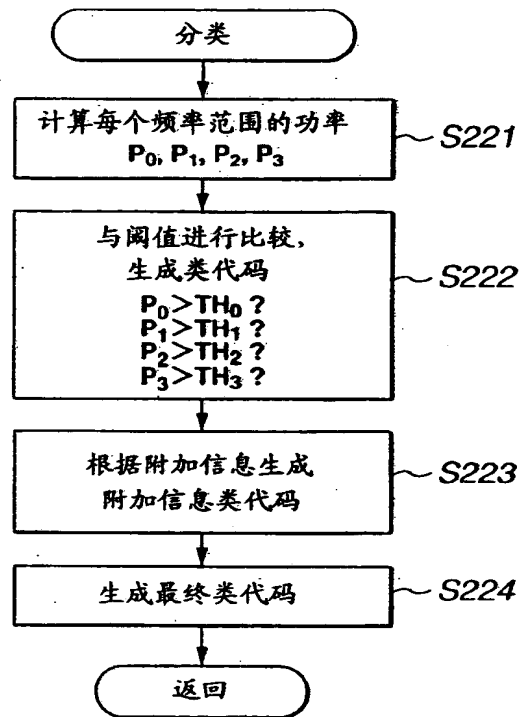 分类
计算每个频率范围的功率
P₀, P₁, P₂, P₃
S221
与阈值进行比较，
生成类代码
P₀>TH₀ ?
P₁>TH₁ ?
P₂>TH₂ ?
P₃>TH₃ ?
S222
根据附加信息生成
附加信息类代码
S223
生成最终类代码
S224
返回